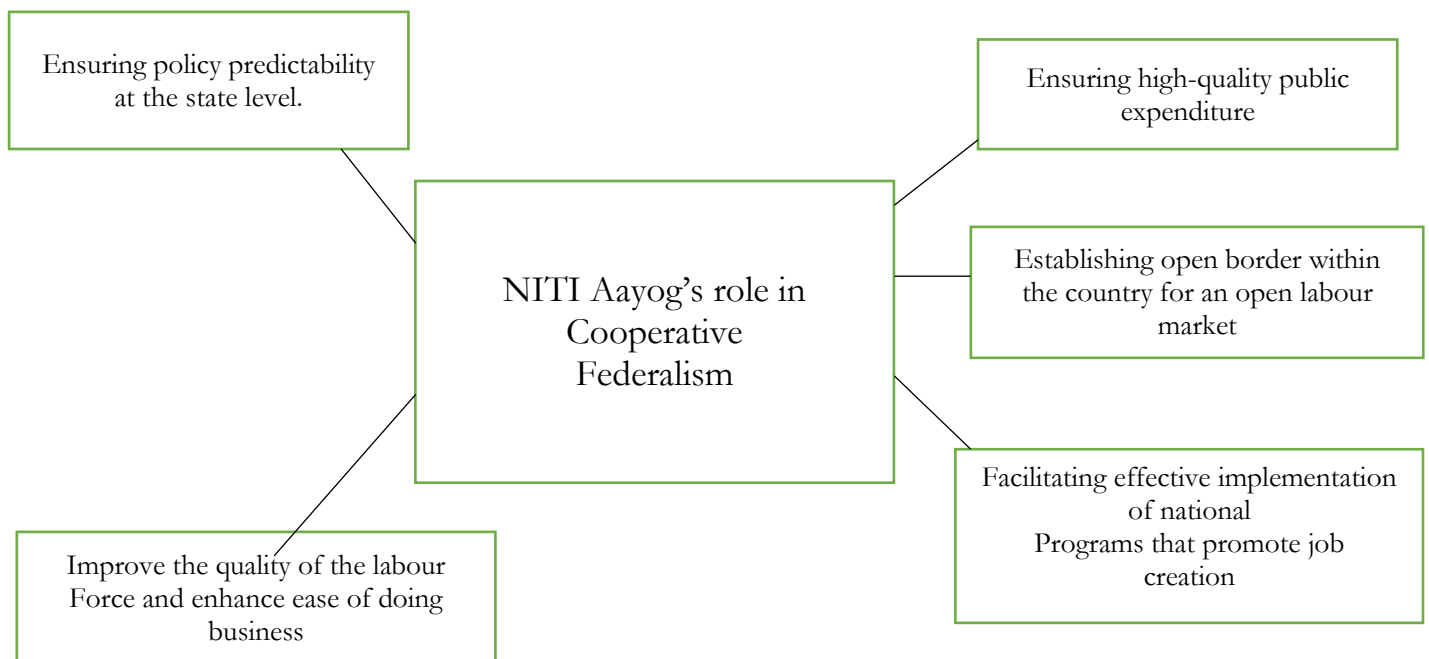 Ensuring policy predictability
at the state level.
Ensuring high-quality public
expenditure
NITI Aayog’s role in
Cooperative
Federalism
Establishing open border within
the country for an open labour
market
Facilitating effective implementation
of national
Programs that promote job
creation
Improve the quality of the labour
Force and enhance ease of doing
business